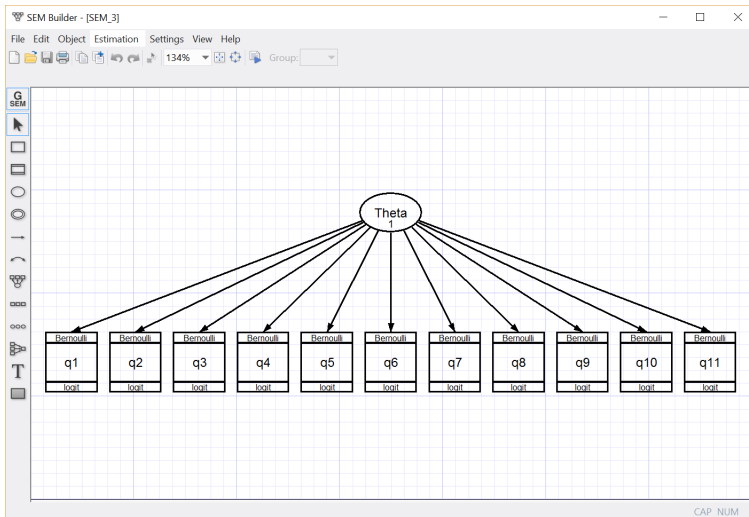 SEM Builder - [SEM_3]
File Edit Object Estimation Settings View Help
134% Group:
G
SEM
T
Theta
1
Bernoulli Bernoulli Bernoulli Bernoulli Bernoulli Bernoulli Bernoulli Bernoulli Bernoulli Bernoulli Bernoulli
q1 q2 q3 q4 q5 q6 q7 q8 q9 q10 q11
logit logit logit logit logit logit logit logit logit logit logit
CAP NUM